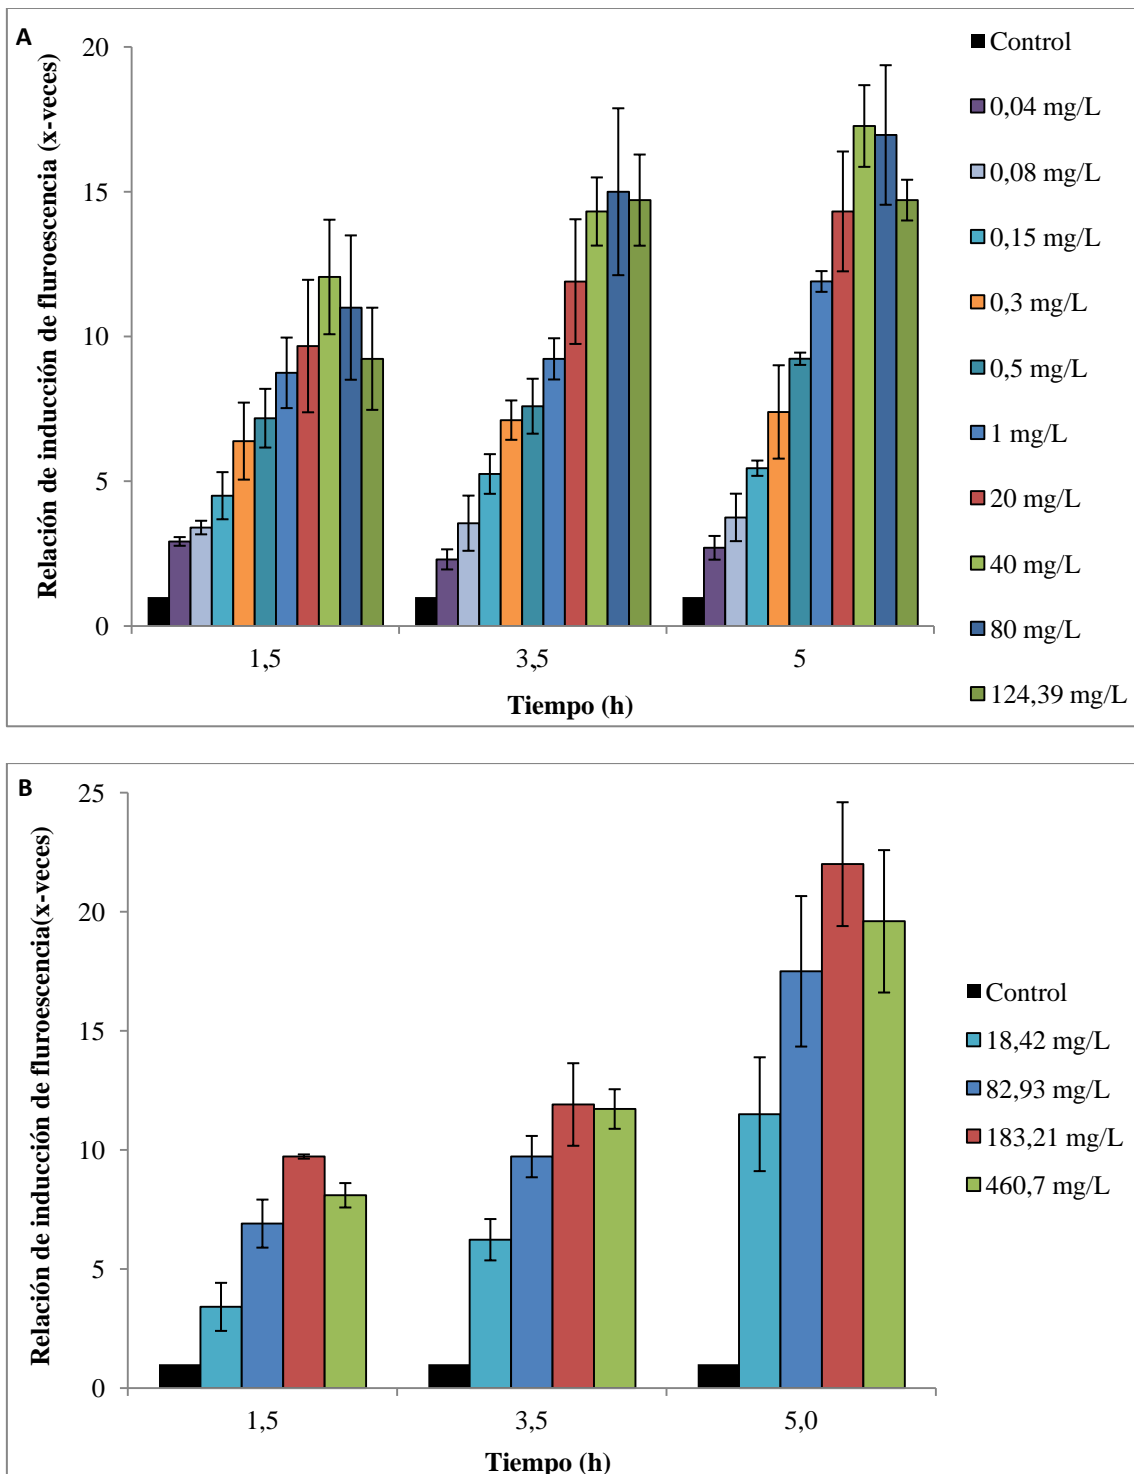 A
Relación de inducción de fluroescencia (x-veces)
20
15
10
5
0
1,5
3,5
5
Tiempo (h)
Control
0,04 mg/L
0,08 mg/L
0,15 mg/L
0,3 mg/L
0,5 mg/L
1 mg/L
20 mg/L
40 mg/L
80 mg/L
124,39 mg/L
B
Relación de inducción de fluroescencia(x-veces)
25
20
15
10
5
0
1,5
3,5
5,0
Tiempo (h)
Control
18,42 mg/L
82,93 mg/L
183,21 mg/L
460,7 mg/L